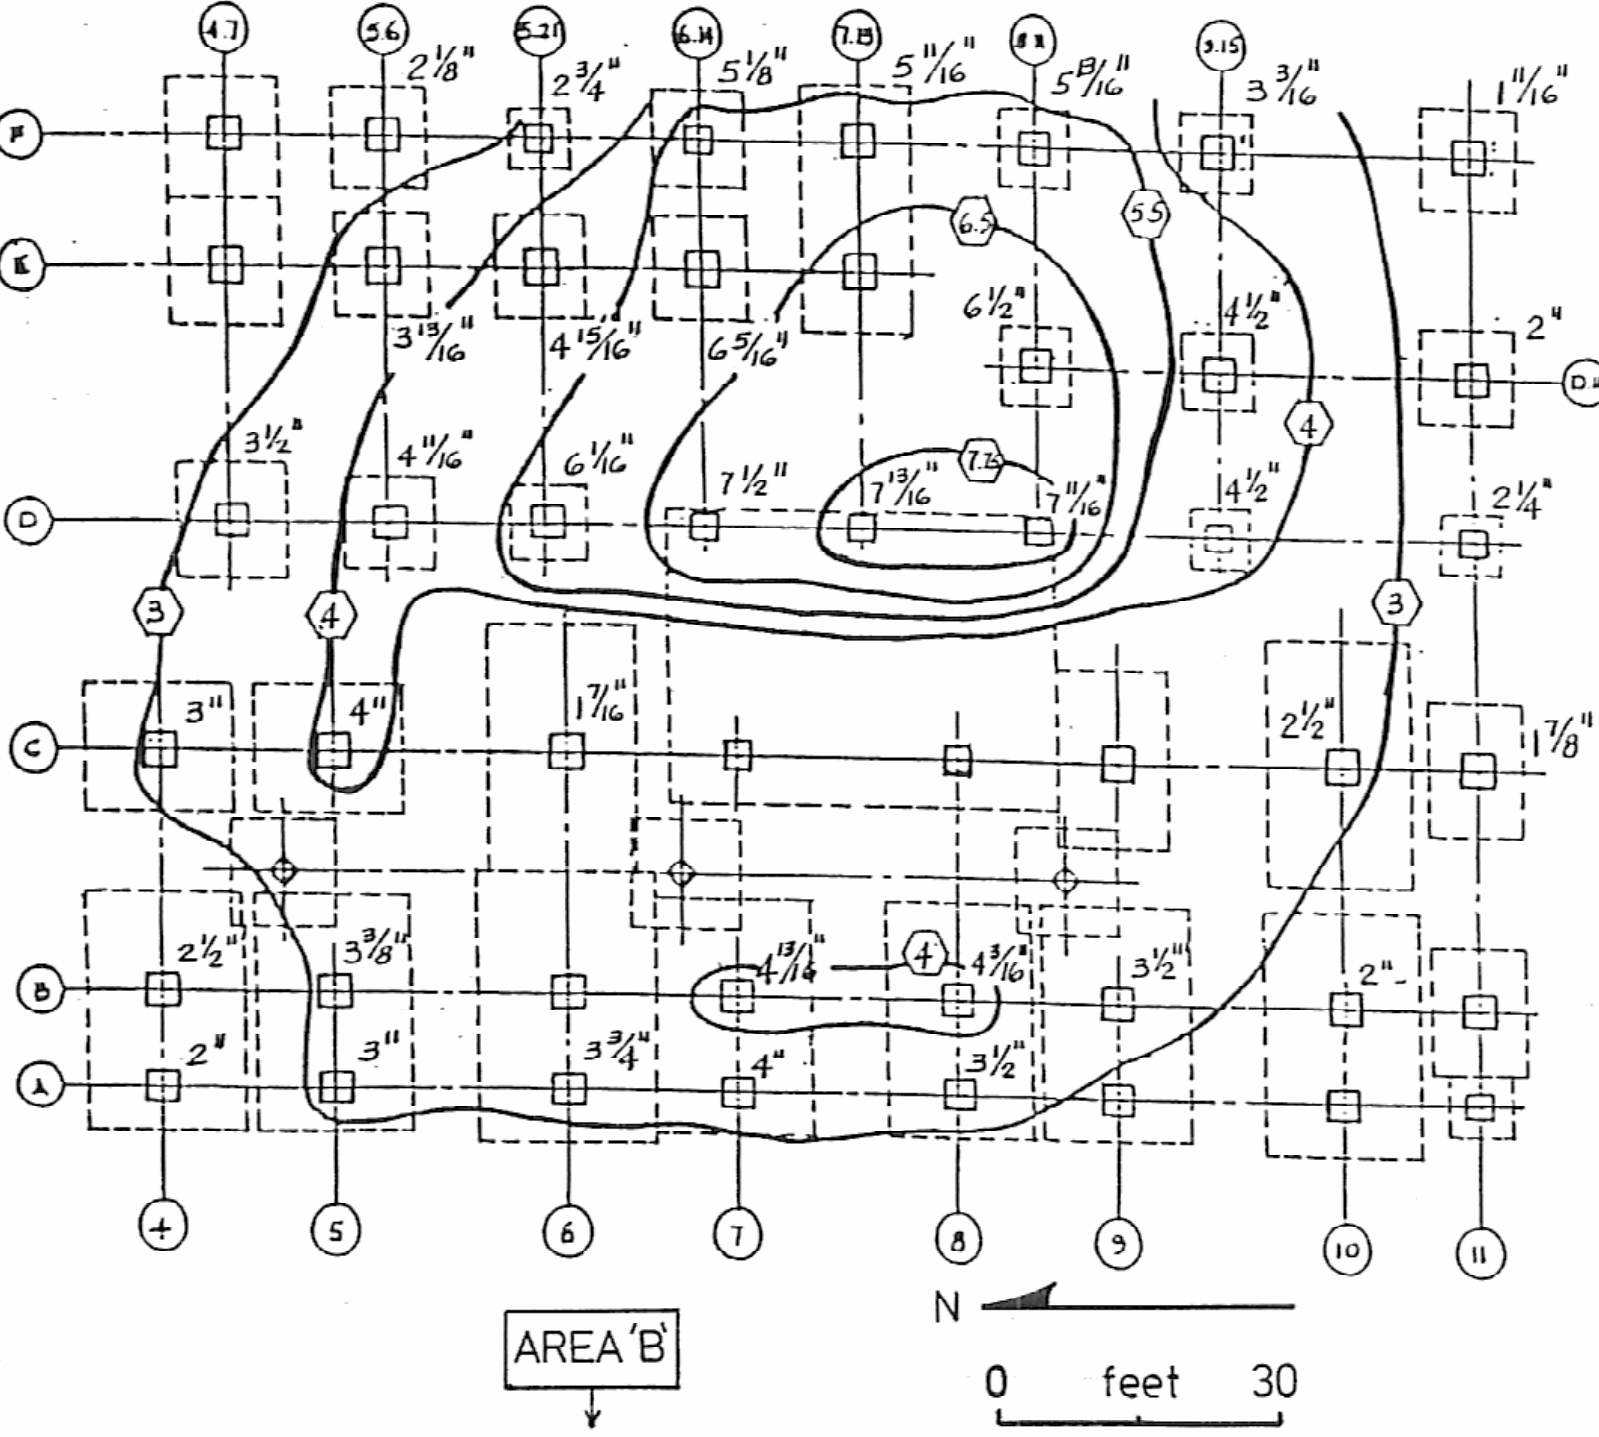 4.7 5.6 5.21 6.14 7.13 9.15
2 1/8" 2 3/4" 5 1/8" 5 11/16" 5 13/16" 3 3/16" 1 11/16"
F
6.5 5.5
E
3 13/16" 4 15/16" 6 5/16" 6 1/2" 4 1/2" 2"
4
3 1/2" 4 11/16" 6 1/16" 7 1/2" 7 13/16" 7.75 7 11/16" 4 1/2" 2 1/4"
D
3 4 3
3" 4" 1 7/16" 2 1/2" 1 7/8"
C
2 1/2" 3 3/8" 4 13/16" 4 4 3/16" 3 1/2" 2"
B
2" 3" 3 3/4" 4" 3 1/2"
A
4 5 6 7 8 9 10 11
N
AREA 'B'
0 feet 30